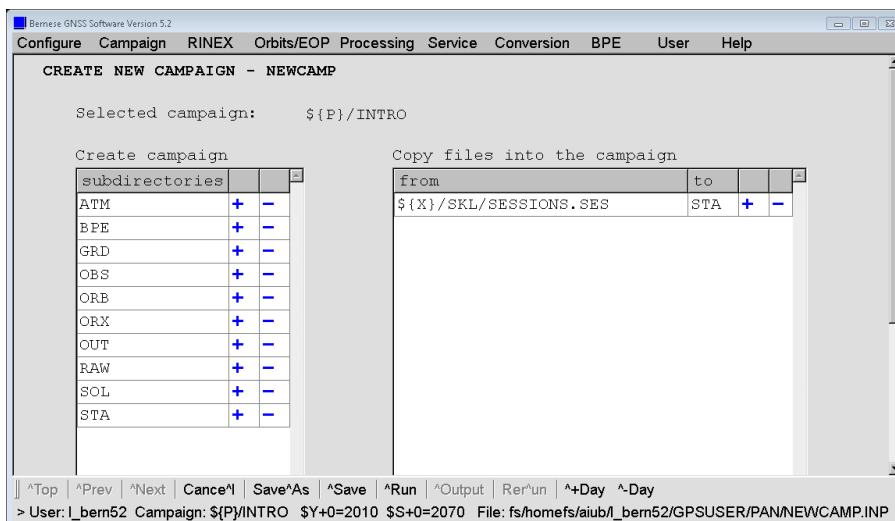 Bernese GNSS Software Version 5.2
Configure Campaign RINEX Orbits/EOP Processing Service Conversion BPE User Help
CREATE NEW CAMPAIGN - NEWCAMP
Selected campaign: ${P}/INTRO
Create campaign Copy files into the campaign
subdirectories from to
ATM + - ${X}/SKL/SESSIONS.SES STA + -
BPE + -
GRD + -
OBS + -
ORB + -
ORX + -
OUT + -
RAW + -
SOL + -
STA + -
^Top | ^Prev | ^Next | Cance^l | Save^As | ^Save | ^Run | ^Output | Rer^un | ^+Day ^-Day
> User: l_bern52 Campaign: ${P}/INTRO $Y+0=2010 $S+0=2070 File: fs/homefs/aiub/l_bern52/GPSUSER/PAN/NEWCAMP.INP